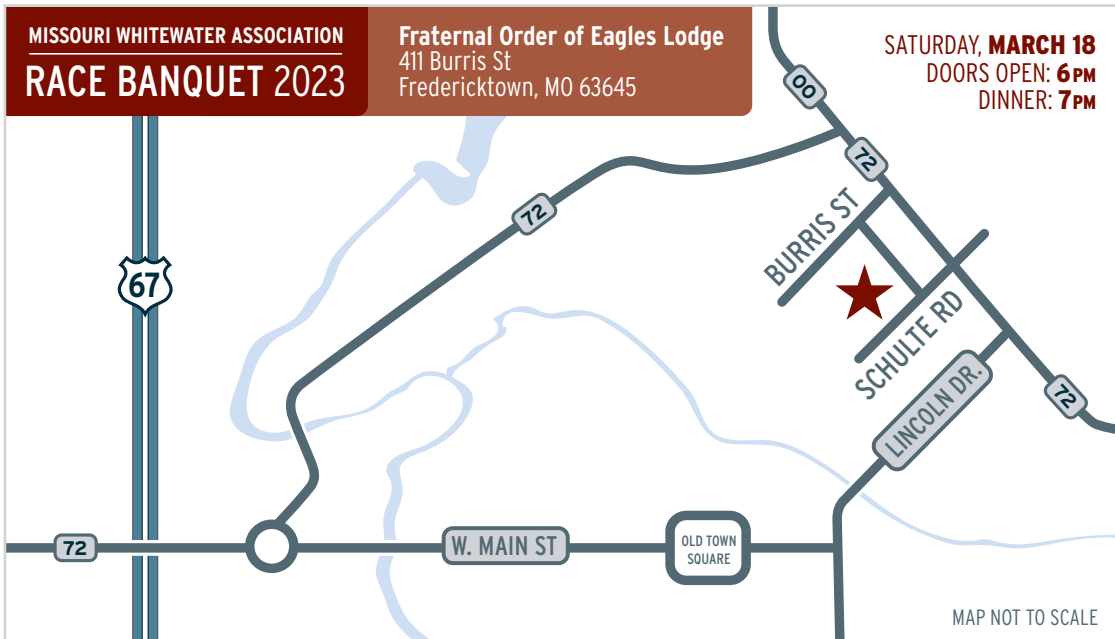 MISSOURI WHITEWATER ASSOCIATION
RACE BANQUET 2023
Fraternal Order of Eagles Lodge
411 Burris St
Fredericktown, MO 63645
SATURDAY, MARCH 18
DOORS OPEN: 6PM
DINNER: 7PM
OO
72
72
BURRIS ST
67
SCHULTE RD
LINCOLN DR.
72
72
W. MAIN ST
OLD TOWN
SQUARE
MAP NOT TO SCALE